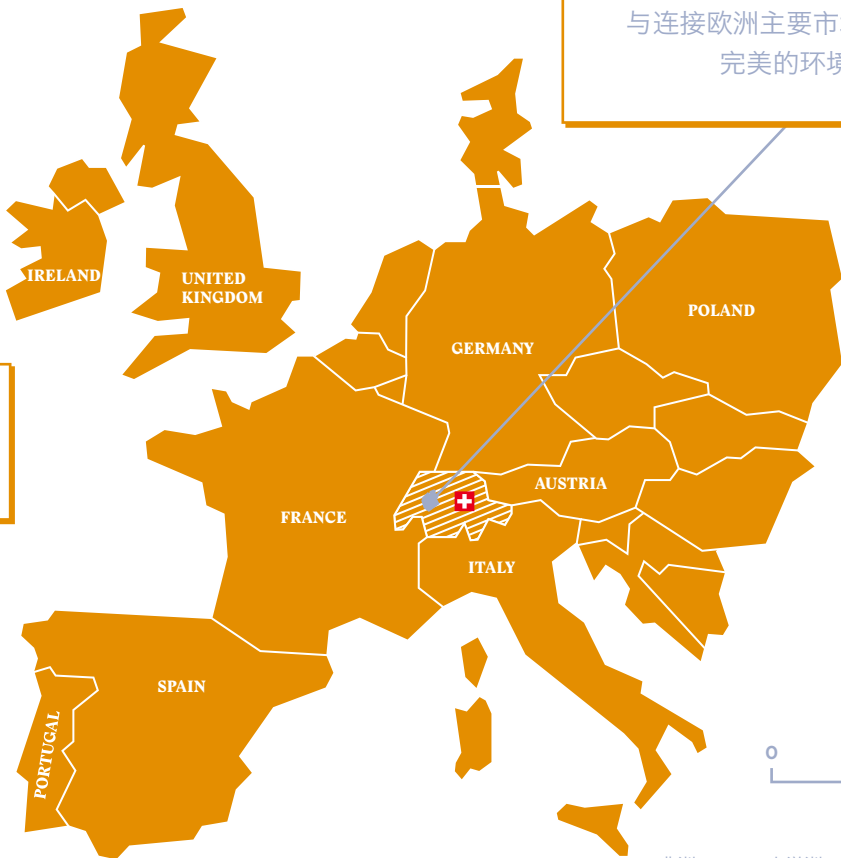 与连接欧洲主要市
完美的环境
IRELAND
UNITED
KINGDOM
POLAND
GERMANY
AUSTRIA
FRANCE
ITALY
SPAIN
PORTUGAL
0